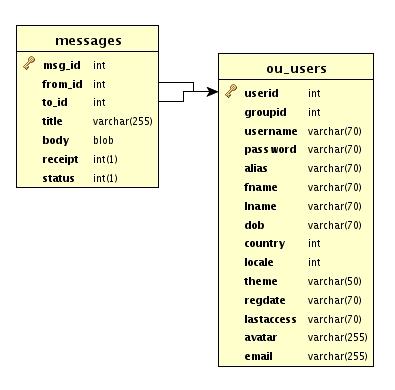 messages
msg_id int
from_id int
to_id int
title varchar(255)
body blob
receipt int(1)
status int(1)
ou_users
userid int
groupid int
username varchar(70)
password varchar(70)
alias varchar(70)
fname varchar(70)
lname varchar(70)
dob varchar(70)
country int
locale int
theme varchar(50)
regdate varchar(70)
lastaccess varchar(70)
avatar varchar(255)
email varchar(255)